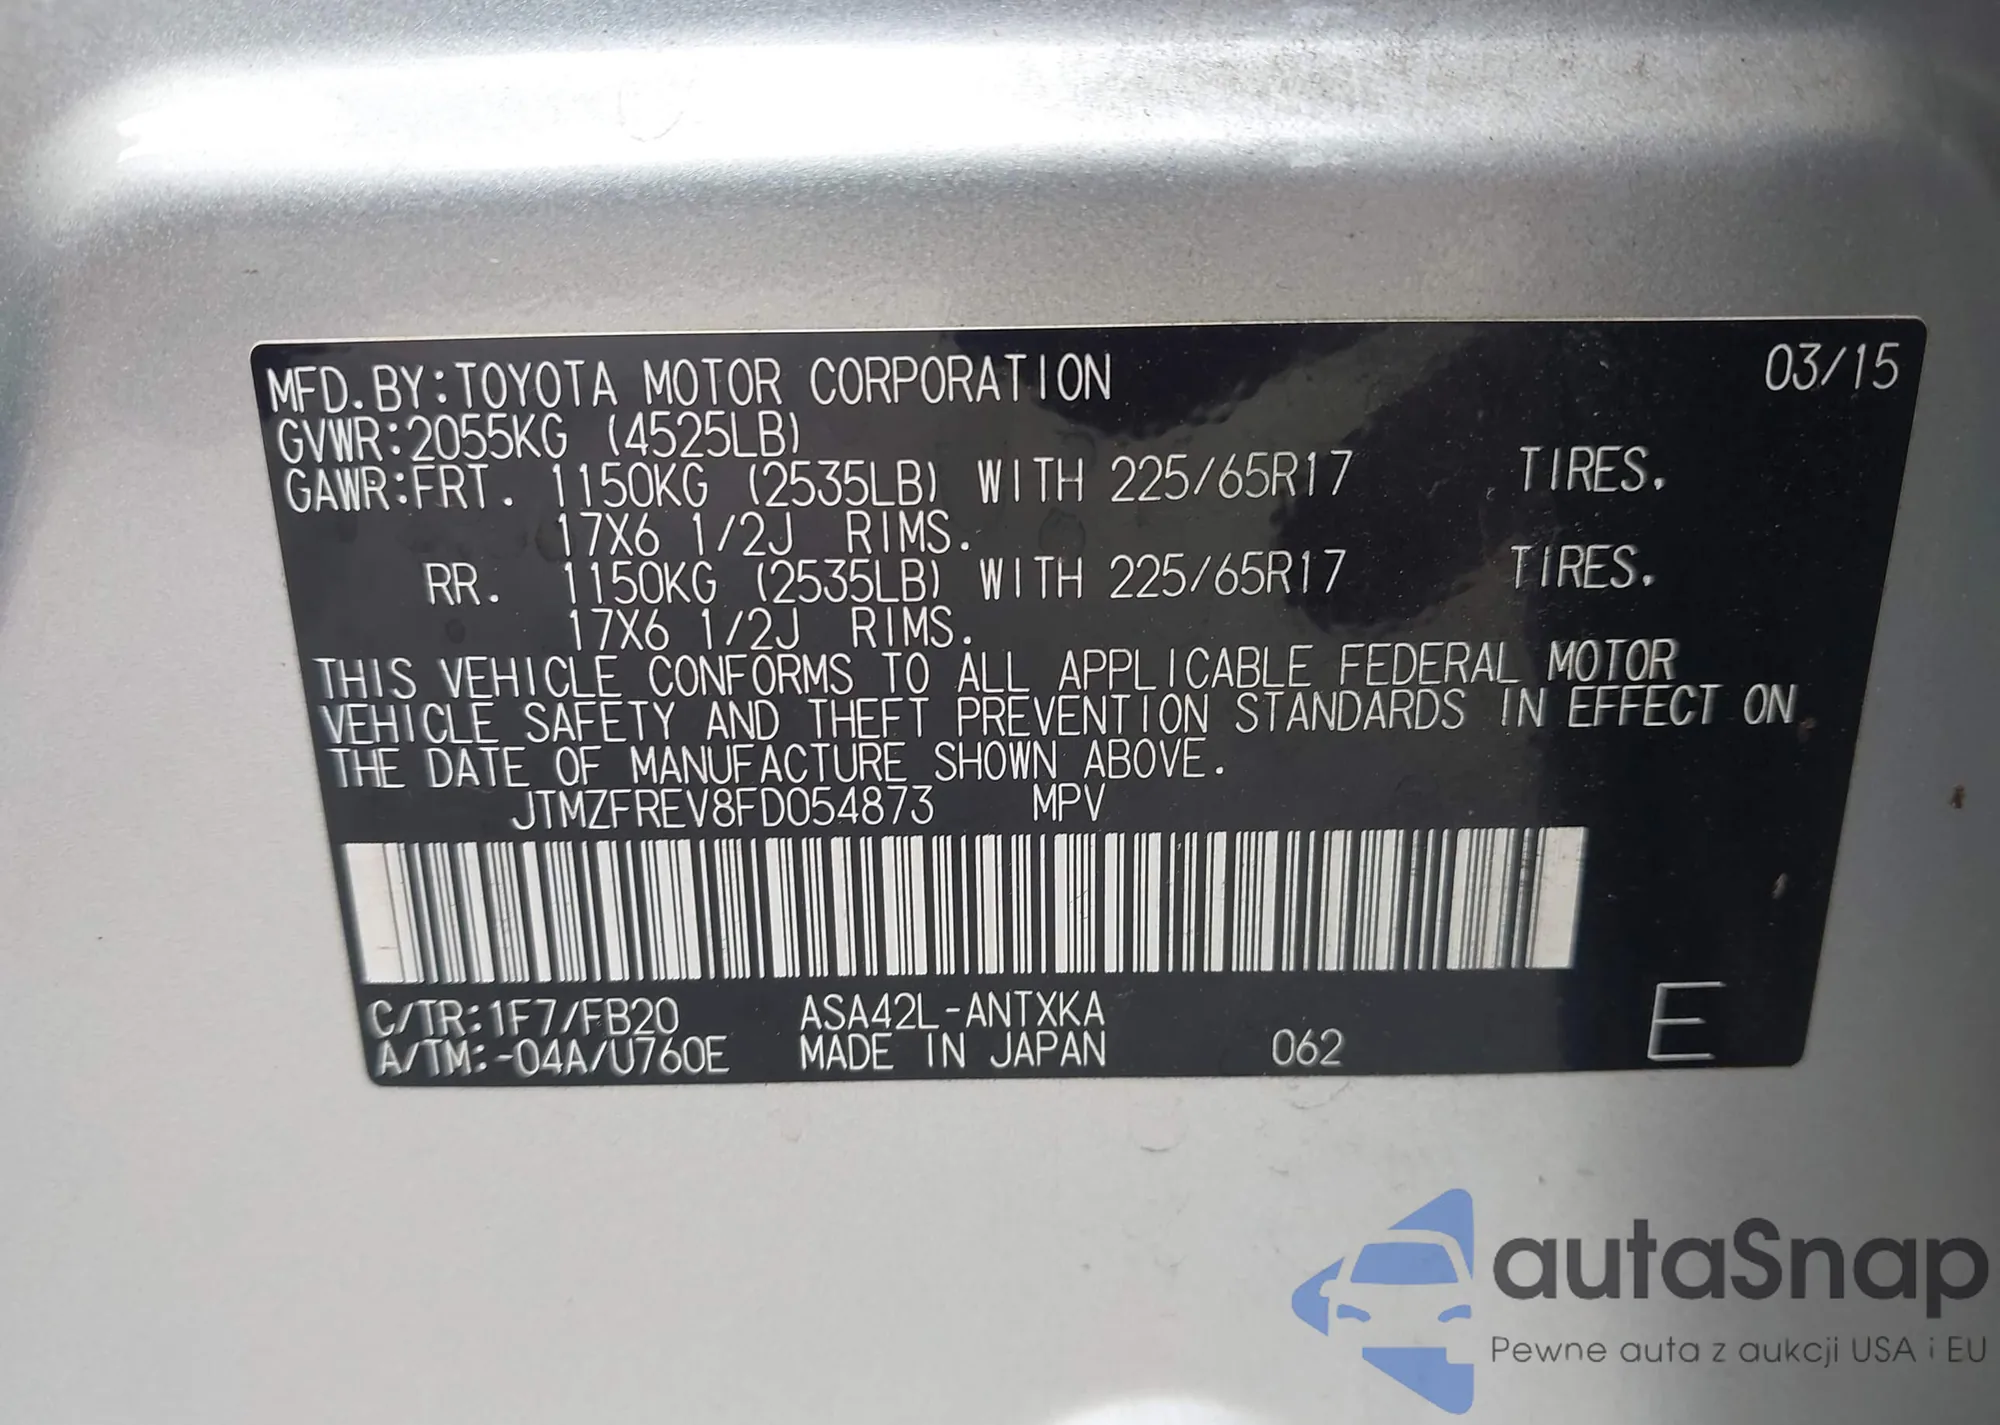 MFD. BY:TOYOTA MOTOR CORPORATION 03/15
GVWR:2055KG (4525LB)
GAWR:FRT. 1150KG (2535LB) WITH 225/65R17 TIRES.
17X6 1/2J RIMS.
RR. 1150KG (2535LB) WITH 225/65R17 TIRES.
17X6 1/2J RIMS.
THIS VEHICLE CONFORMS TO ALL APPLICABLE FEDERAL MOTOR
VEHICLE SAFETY AND THEFT PREVENTION STANDARDS IN EFFECT ON
THE DATE OF MANUFACTURE SHOWN ABOVE.
JTMZFREV8FD054873 MPV
C/TR:1F7/FB20 ASA42L-ANTXKA
A/TM:-04A/U760E MADE IN JAPAN 062 E
autaSnap
Pewne auta z aukcji USA i EU